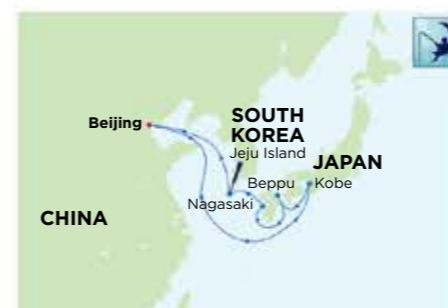 Beijing
SOUTH
KOREA
Jeju Island
JAPAN
Beppu
Kobe
Nagasaki
CHINA